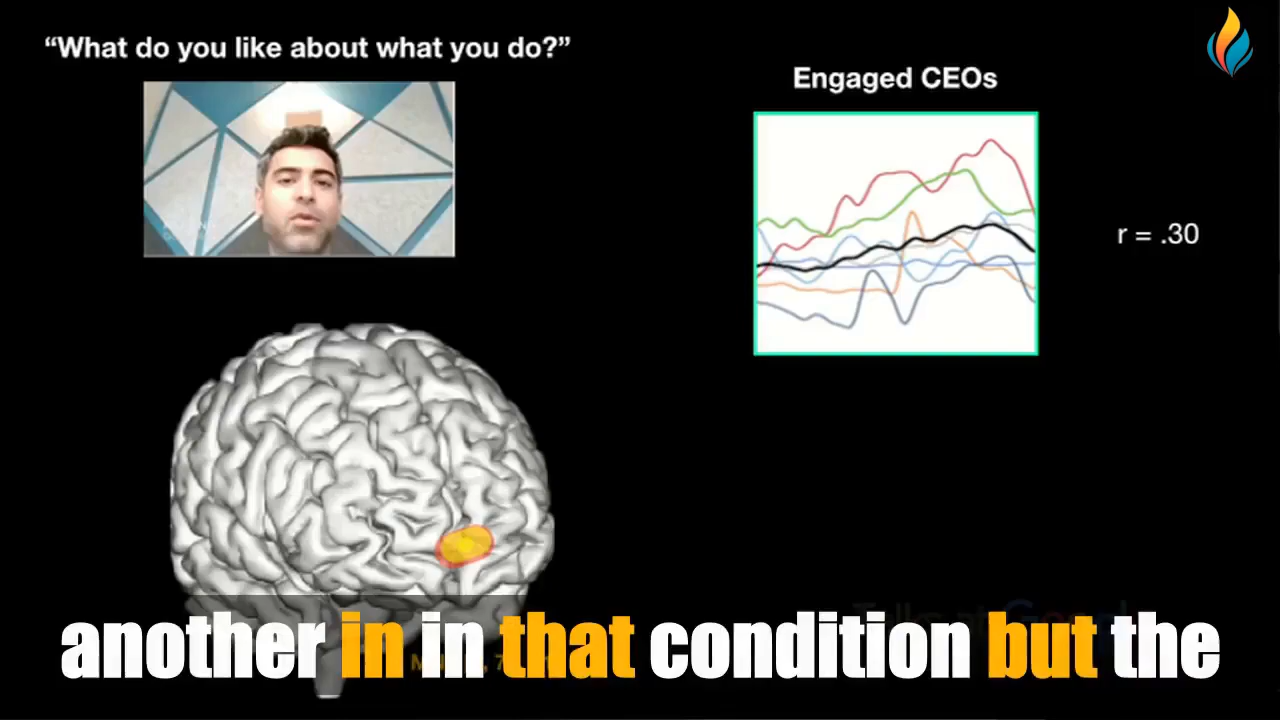 “What do you like about what you do?”
Engaged CEOs
r = .30
another in in that condition but the